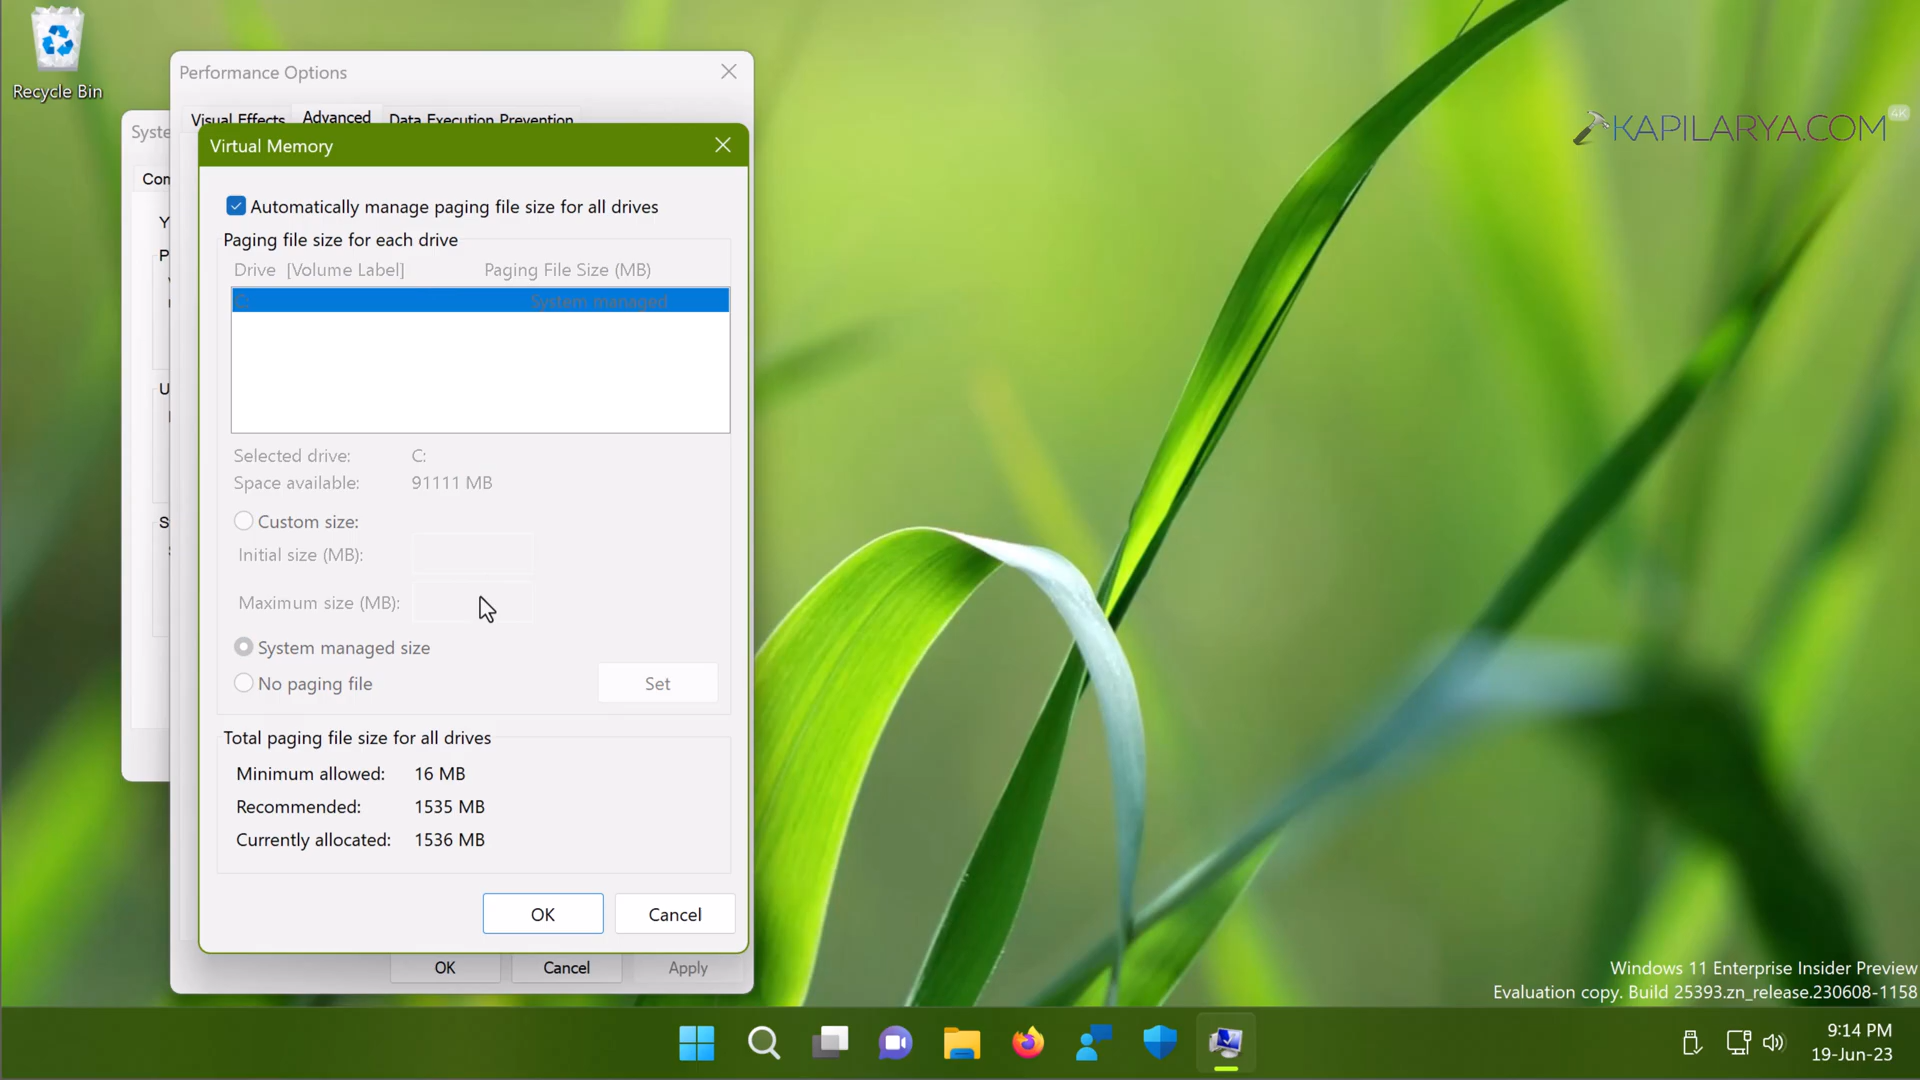 Recycle Bin
Performance Options
Visual Effects Advanced Data Execution Prevention
Syste
Com
Y
P
U
S
Virtual Memory
Automatically manage paging file size for all drives
Paging file size for each drive
Drive [Volume Label] Paging File Size (MB)
C: System managed
Selected drive: C:
Space available: 91111 MB
Custom size:
Initial size (MB):
Maximum size (MB):
System managed size
No paging file
Set
Total paging file size for all drives
Minimum allowed: 16 MB
Recommended: 1535 MB
Currently allocated: 1536 MB
OK Cancel
OK Cancel Apply
KAPILARYA.COM
4K
Windows 11 Enterprise Insider Preview
Evaluation copy. Build 25393.zn_release.230608-1158
9:14 PM
19-Jun-23